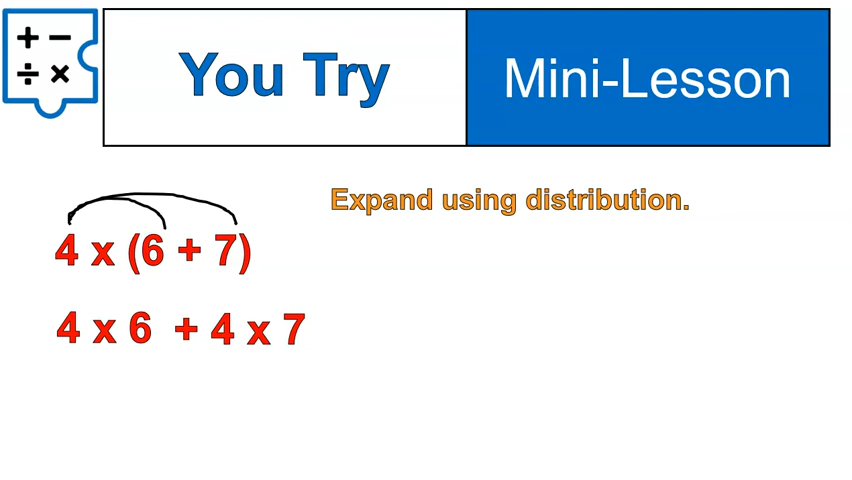 + −
÷ ×
You Try
Mini-Lesson
Expand using distribution.
4 x (6 + 7)
4 x 6 + 4 x 7